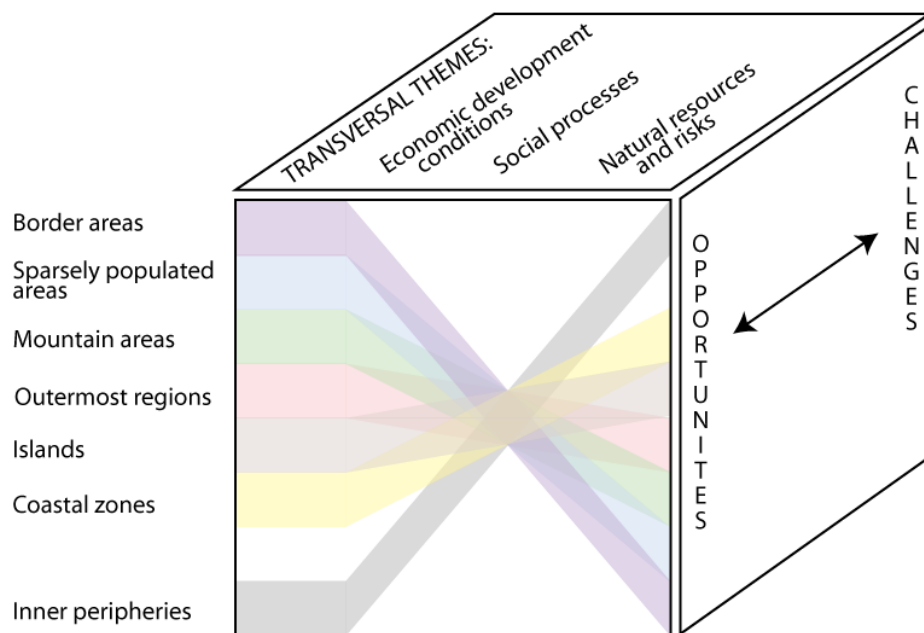 TRANSVERSAL THEMES:
Economic development
conditions
Social processes
Natural resources
and risks
CHALLENGES
OPPORTUNITES
Border areas
Sparsely populated
areas
Mountain areas
Outermost regions
Islands
Coastal zones
Inner peripheries